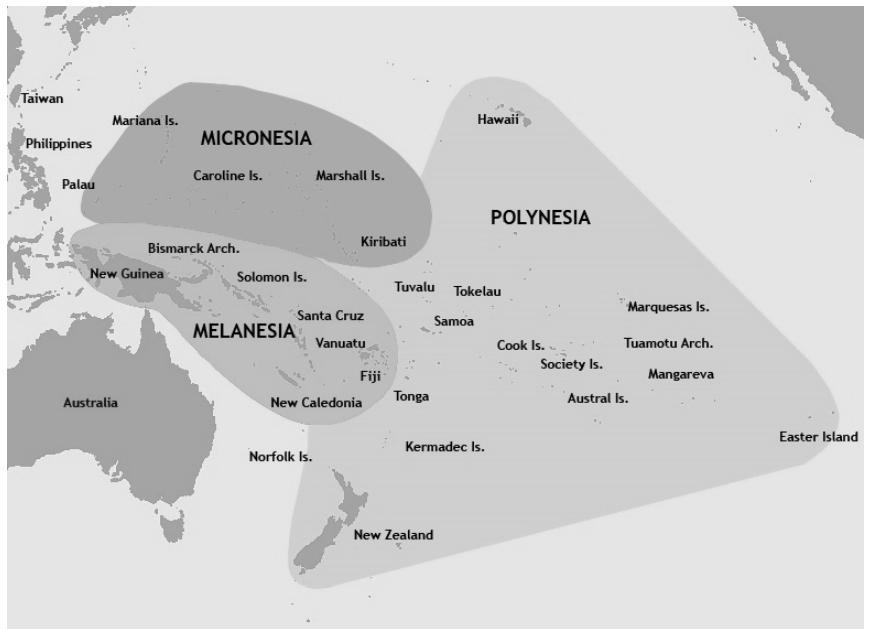 Taiwan
Hawaii
Mariana Is.
MICRONESIA
Philippines
Caroline Is.
Marshall Is.
Palau
POLYNESIA
Kiribati
Bismarck Arch.
New Guinea
Solomon Is.
Tuvalu
Tokelau
Marquesas Is.
Santa Cruz
Samoa
MELANESIA
Vanuatu
Cook Is.
Tuamotu Arch.
Society Is.
Fiji
Mangareva
Tonga
Austral Is.
Australia
New Caledonia
Easter Island
Kermadec Is.
Norfolk Is.
New Zealand